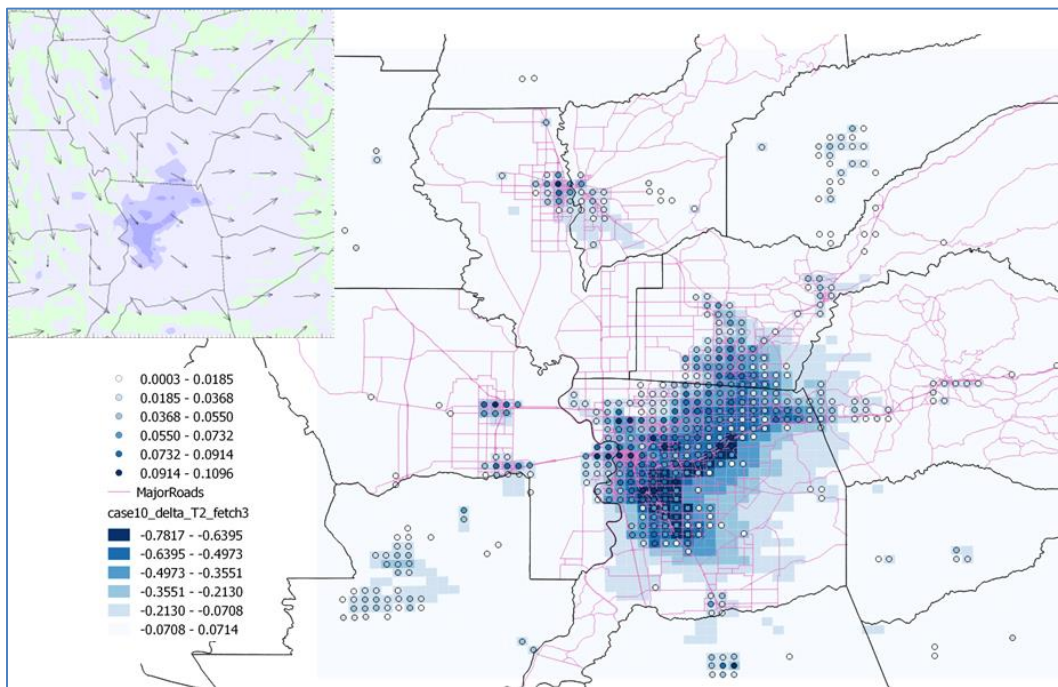 0.0003 - 0.0185
0.0185 - 0.0368
0.0368 - 0.0550
0.0550 - 0.0732
0.0732 - 0.0914
0.0914 - 0.1096
MajorRoads
case10_delta_T2_fetch3
-0.7817 - -0.6395
-0.6395 - -0.4973
-0.4973 - -0.3551
-0.3551 - -0.2130
-0.2130 - -0.0708
-0.0708 - 0.0714